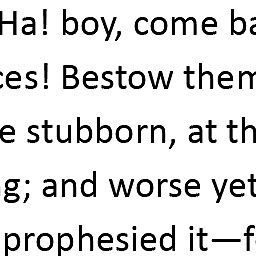 Ha! boy, come ba
ces! Bestow them
e stubborn, at th
g; and worse yet
prophesied it—f